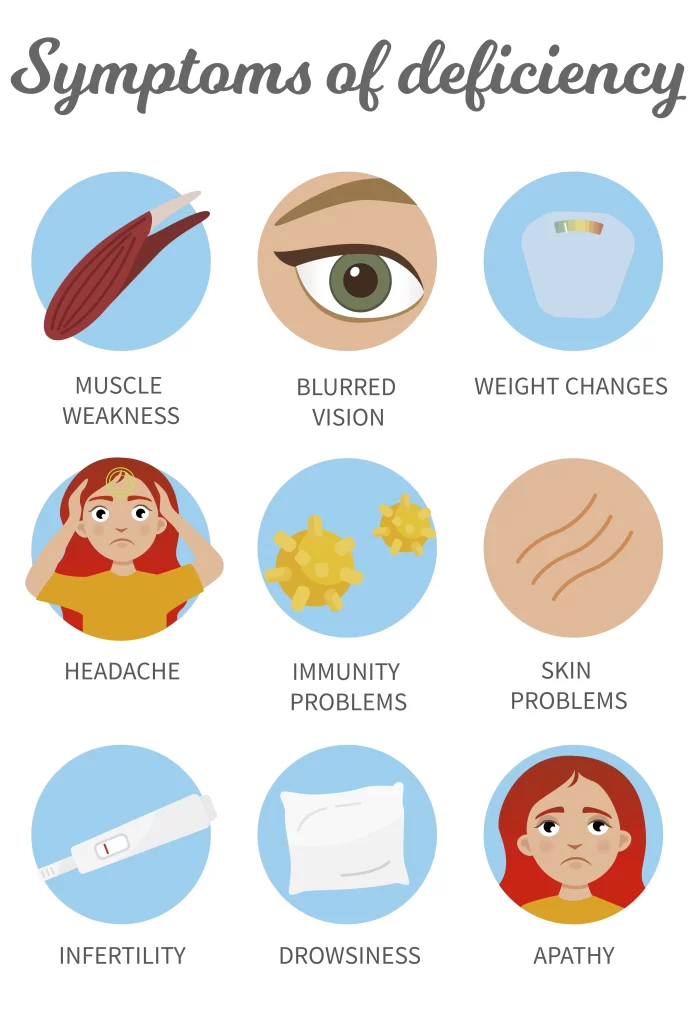 Symptoms of deficiency
MUSCLE
WEAKNESS
BLURRED
VISION
WEIGHT CHANGES
HEADACHE
IMMUNITY
PROBLEMS
SKIN
PROBLEMS
INFERTILITY
DROWSINESS
APATHY